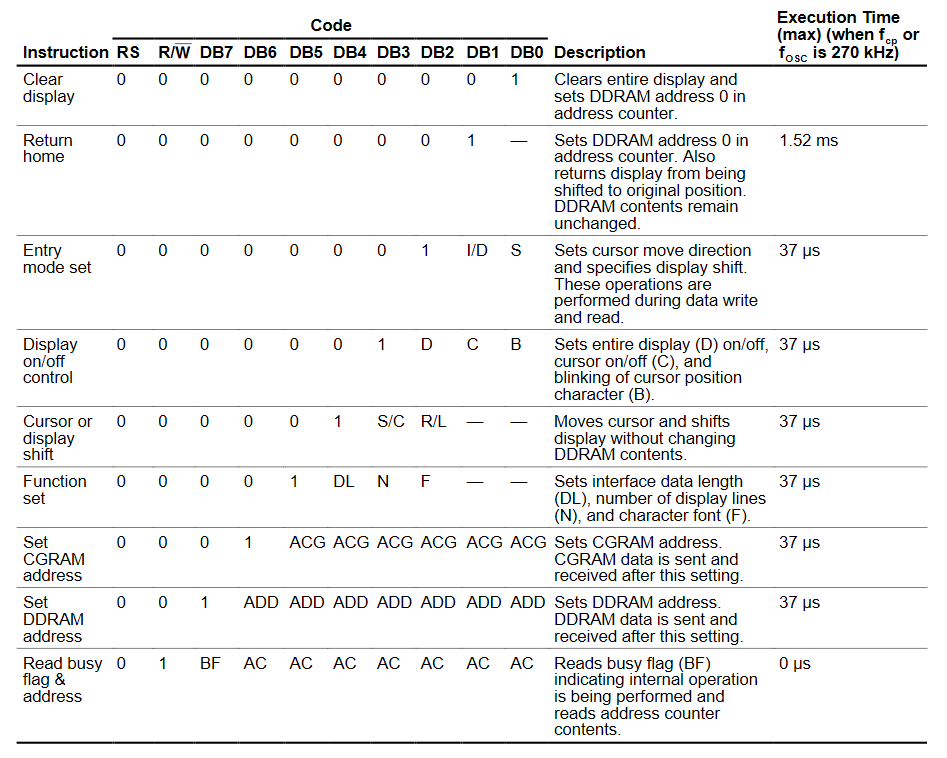 Code
Execution Time
(max) (when fcp or
fOSC is 270 kHz)
Instruction RS R/W̅ DB7 DB6 DB5 DB4 DB3 DB2 DB1 DB0 Description
Clear 0 0 0 0 0 0 0 0 0 1 Clears entire display and
display sets DDRAM address 0 in
address counter.
Return 0 0 0 0 0 0 0 0 1 — Sets DDRAM address 0 in 1.52 ms
home address counter. Also
returns display from being
shifted to original position.
DDRAM contents remain
unchanged.
Entry 0 0 0 0 0 0 0 1 I/D S Sets cursor move direction 37 µs
mode set and specifies display shift.
These operations are
performed during data write
and read.
Display 0 0 0 0 0 0 1 D C B Sets entire display (D) on/off, 37 µs
on/off cursor on/off (C), and
control blinking of cursor position
character (B).
Cursor or 0 0 0 0 0 1 S/C R/L — — Moves cursor and shifts 37 µs
display display without changing
shift DDRAM contents.
Function 0 0 0 0 1 DL N F — — Sets interface data length 37 µs
set (DL), number of display lines
(N), and character font (F).
Set 0 0 0 1 ACG ACG ACG ACG ACG ACG Sets CGRAM address. 37 µs
CGRAM CGRAM data is sent and
address received after this setting.
Set 0 0 1 ADD ADD ADD ADD ADD ADD ADD Sets DDRAM address. 37 µs
DDRAM DDRAM data is sent and
address received after this setting.
Read busy 0 1 BF AC AC AC AC AC AC AC Reads busy flag (BF) 0 µs
flag & indicating internal operation
address is being performed and
reads address counter
contents.